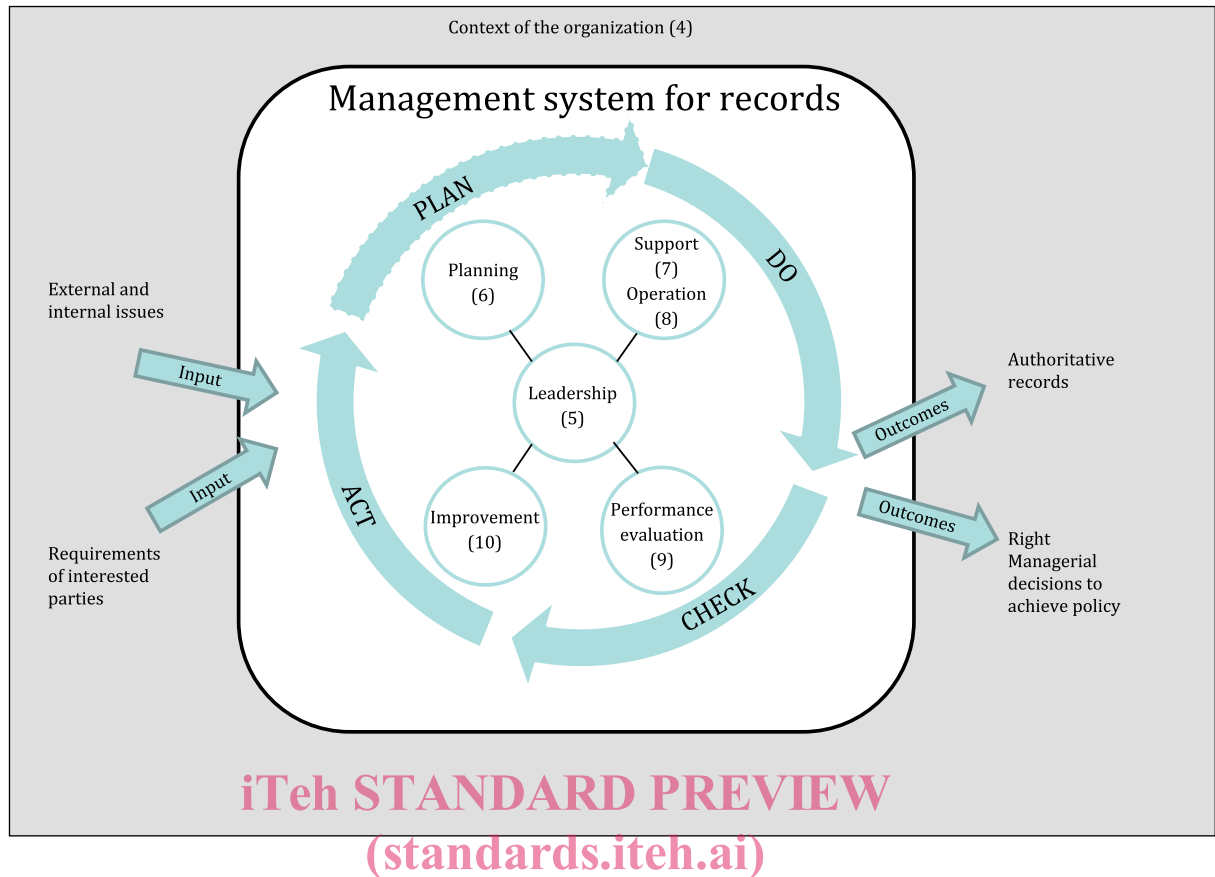 Context of the organization (4)
Management system for records
PLAN
DO
CHECK
ACT
Planning
(6)
Support
(7)
Operation
(8)
Leadership
(5)
Improvement
(10)
Performance
evaluation
(9)
External and
internal issues
Input
Input
Requirements
of interested
parties
Authoritative
records
Outcomes
Outcomes
Right
Managerial
decisions to
achieve policy
iTeh STANDARD PREVIEW
(standards.iteh.ai)